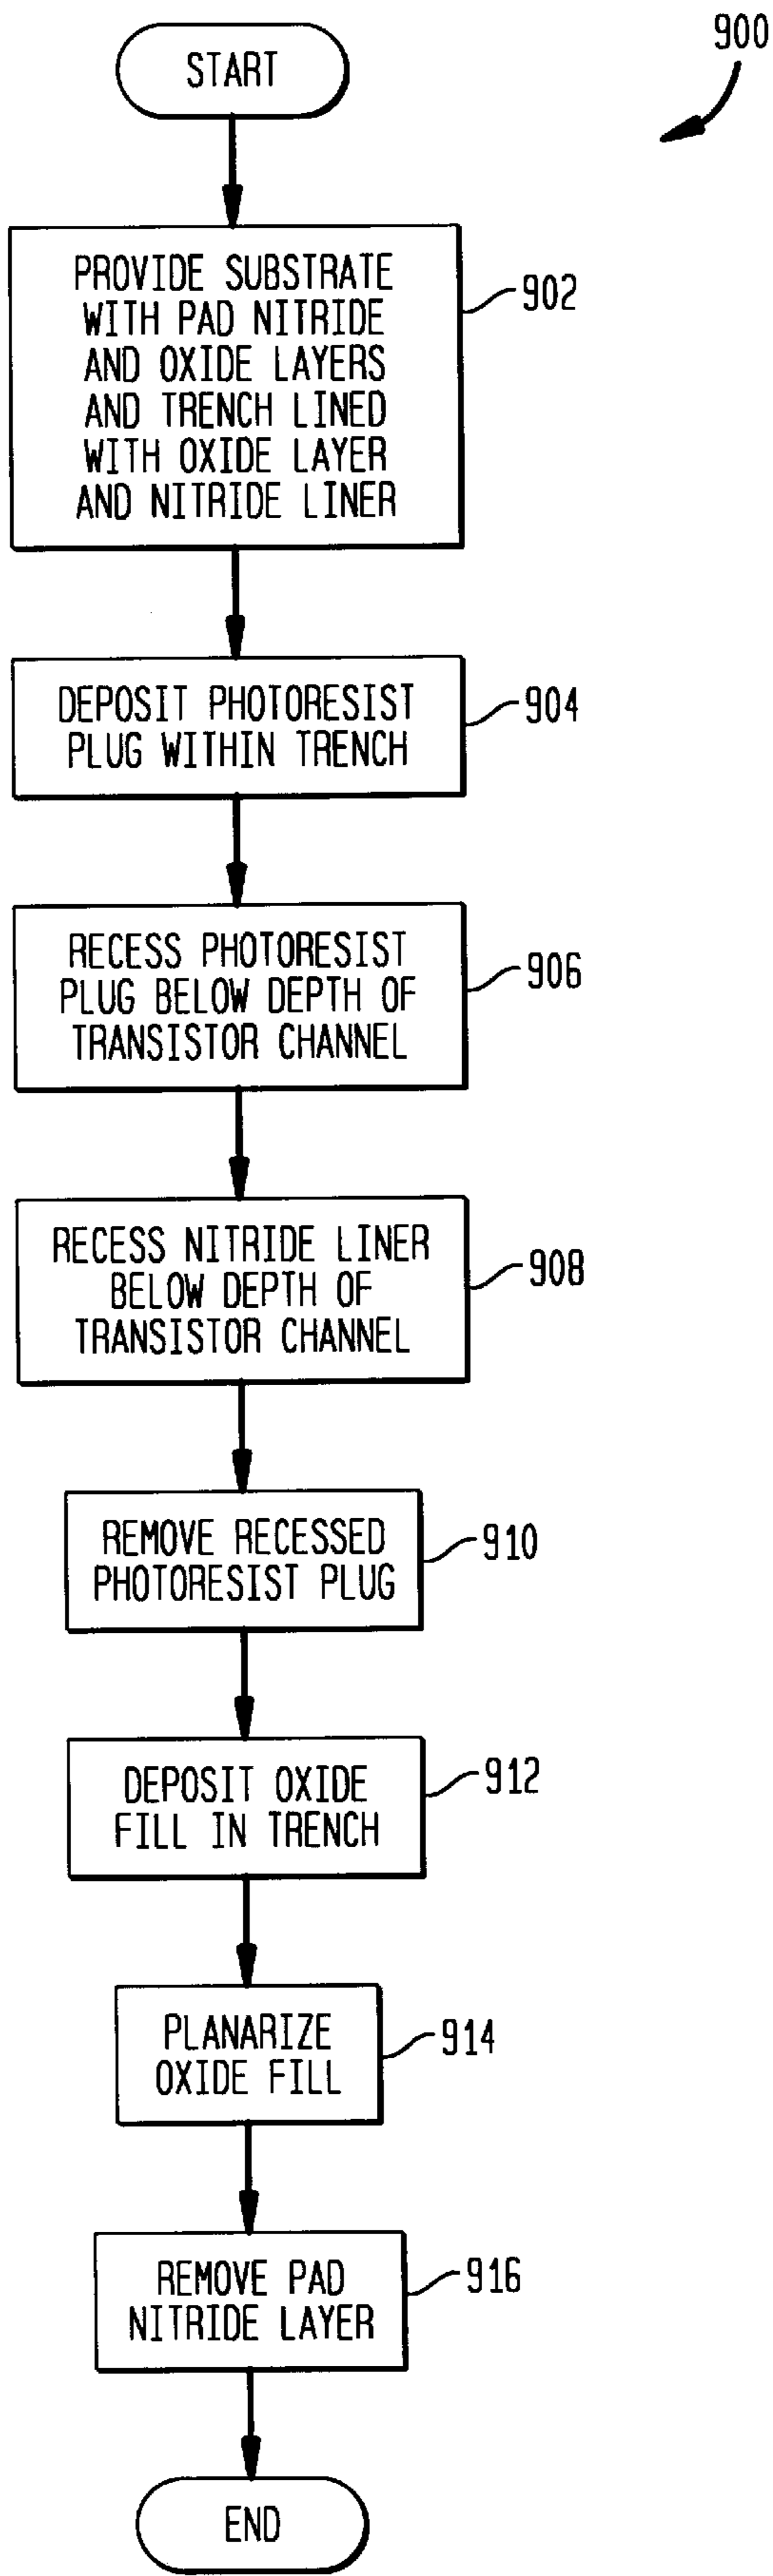 900
START
PROVIDE SUBSTRATE
WITH PAD NITRIDE
AND OXIDE LAYERS
AND TRENCH LINED
WITH OXIDE LAYER
AND NITRIDE LINER
902
DEPOSIT PHOTORESIST
PLUG WITHIN TRENCH
904
RECESS PHOTORESIST
PLUG BELOW DEPTH OF
TRANSISTOR CHANNEL
906
RECESS NITRIDE LINER
BELOW DEPTH OF
TRANSISTOR CHANNEL
908
REMOVE RECESSED
PHOTORESIST PLUG
910
DEPOSIT OXIDE
FILL IN TRENCH
912
PLANARIZE
OXIDE FILL
914
REMOVE PAD
NITRIDE LAYER
916
END